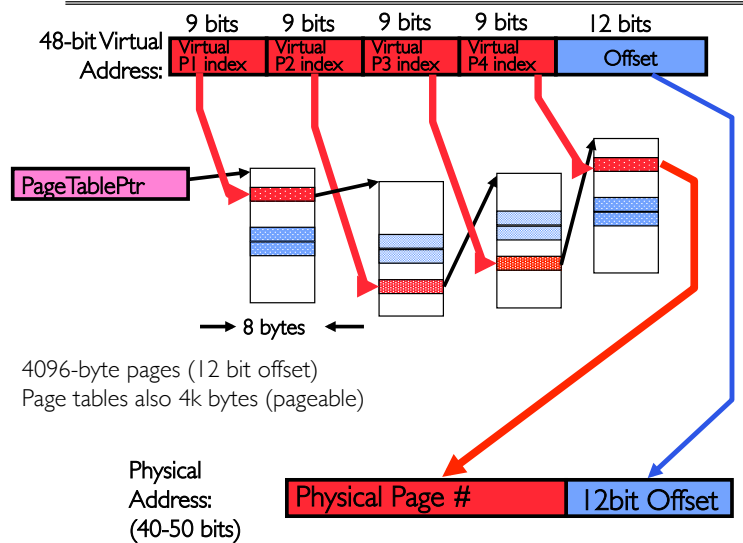 9 bits 9 bits 9 bits 9 bits 12 bits
48-bit Virtual
Address:
Virtual
P1 index
Virtual
P2 index
Virtual
P3 index
Virtual
P4 index
Offset
PageTablePtr
8 bytes
4096-byte pages (12 bit offset)
Page tables also 4k bytes (pageable)
Physical
Address:
(40-50 bits)
Physical Page #
12bit Offset